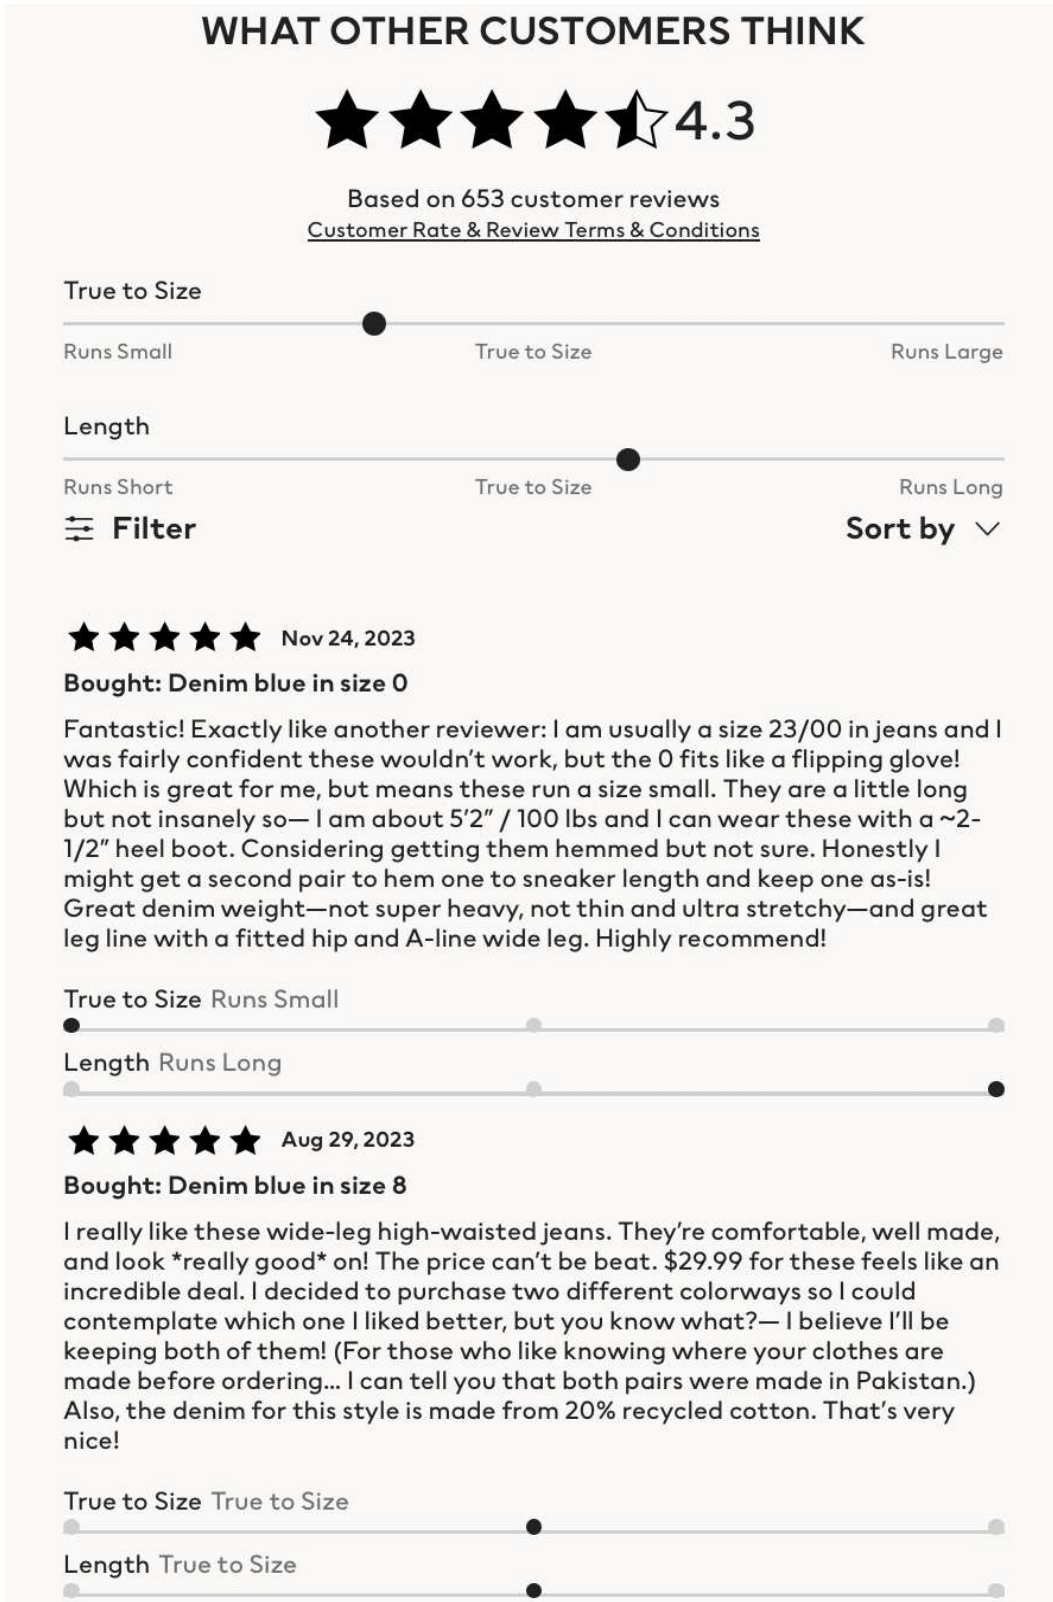 WHAT OTHER CUSTOMERS THINK
4.3
Based on 653 customer reviews
Customer Rate & Review Terms & Conditions
True to Size
Runs Small True to Size Runs Large
Length
Runs Short True to Size Runs Long
Filter Sort by
Nov 24, 2023
Bought: Denim blue in size 0
Fantastic! Exactly like another reviewer: I am usually a size 23/00 in jeans and I
was fairly confident these wouldn’t work, but the 0 fits like a flipping glove!
Which is great for me, but means these run a size small. They are a little long
but not insanely so— I am about 5’2” / 100 lbs and I can wear these with a ~2-
1/2” heel boot. Considering getting them hemmed but not sure. Honestly I
might get a second pair to hem one to sneaker length and keep one as-is!
Great denim weight—not super heavy, not thin and ultra stretchy—and great
leg line with a fitted hip and A-line wide leg. Highly recommend!
True to Size Runs Small
Length Runs Long
Aug 29, 2023
Bought: Denim blue in size 8
I really like these wide-leg high-waisted jeans. They’re comfortable, well made,
and look *really good* on! The price can’t be beat. $29.99 for these feels like an
incredible deal. I decided to purchase two different colorways so I could
contemplate which one I liked better, but you know what?— I believe I’ll be
keeping both of them! (For those who like knowing where your clothes are
made before ordering... I can tell you that both pairs were made in Pakistan.)
Also, the denim for this style is made from 20% recycled cotton. That’s very
nice!
True to Size True to Size
Length True to Size